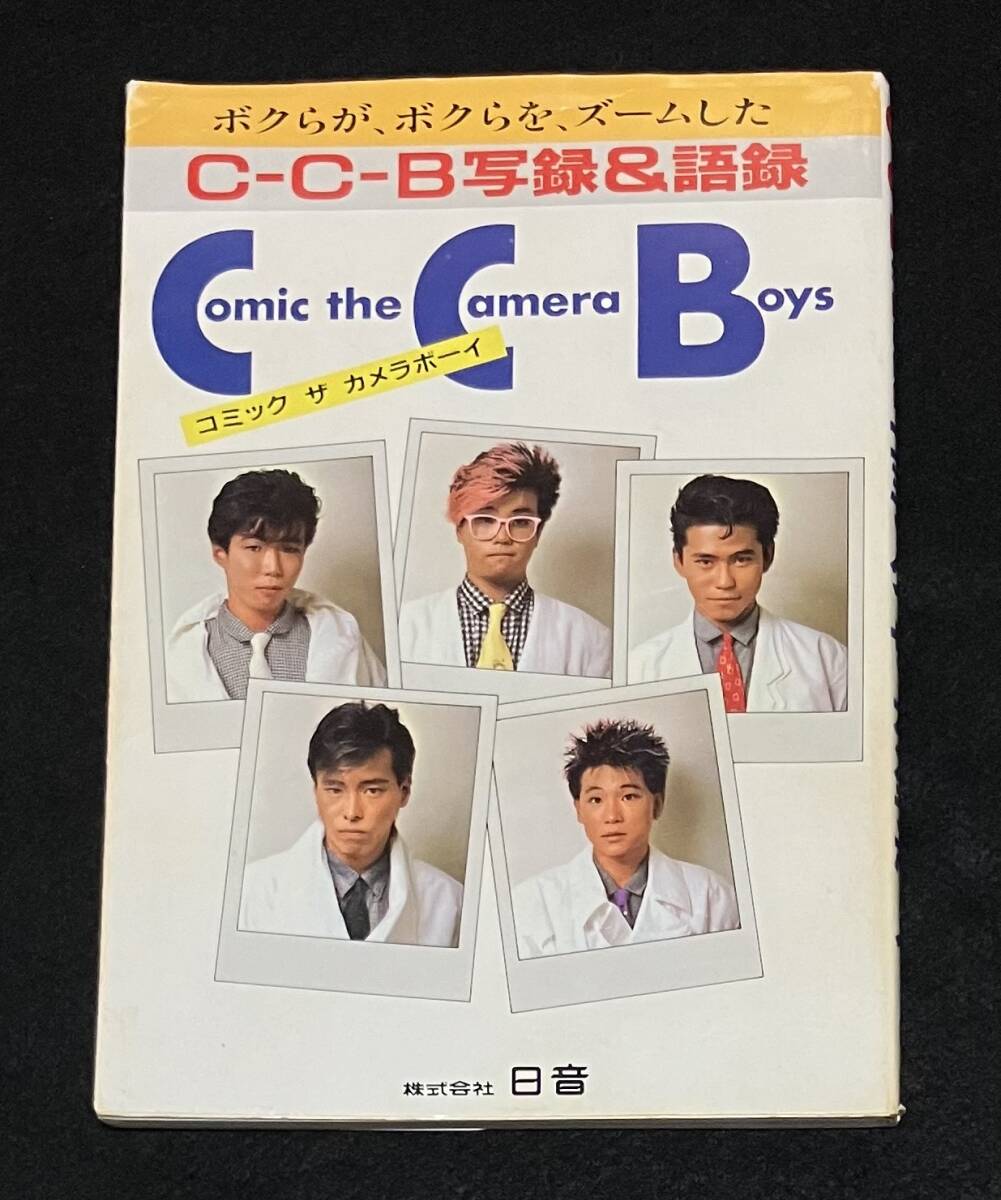 ボクらが、ボクらを、ズームした
C-C-B写録&語録
Comic the Camera Boys
コミック ザ カメラボーイ
株式会社 日音